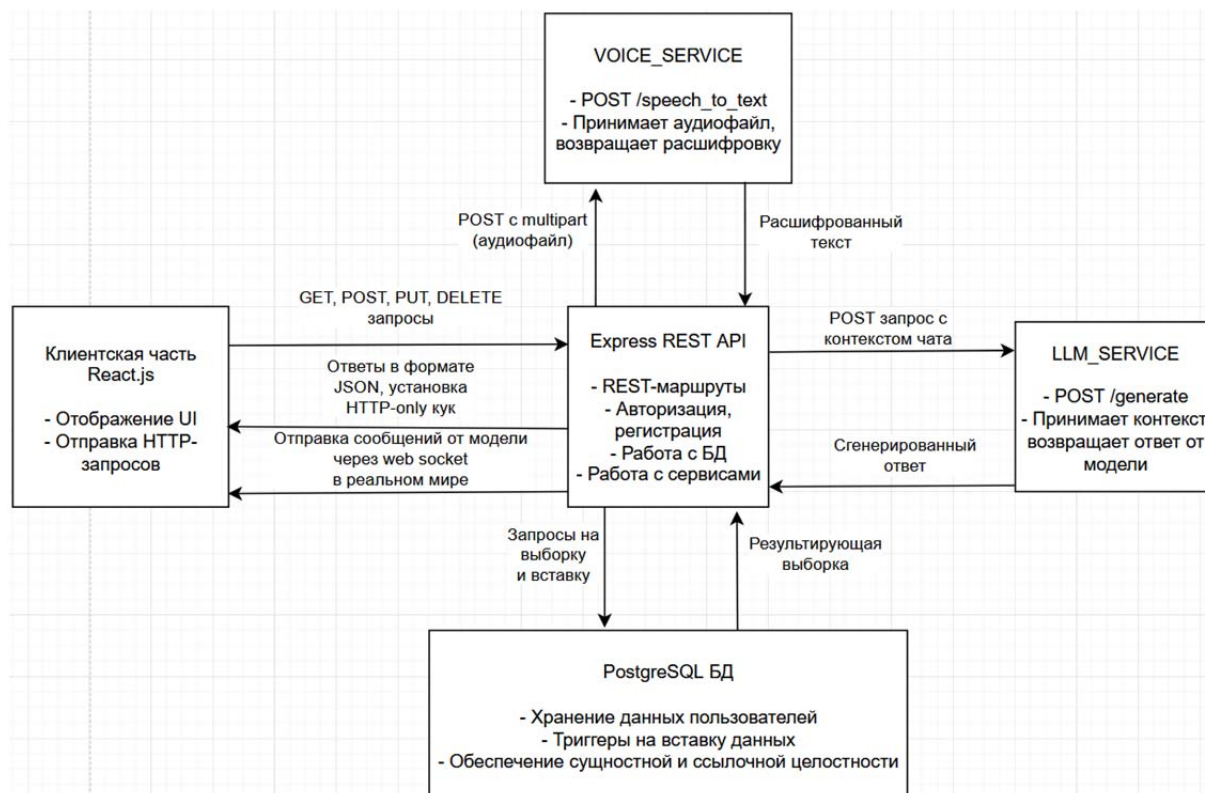 VOICE_SERVICE
- POST /speech_to_text
- Принимает аудиофайл,
возвращает расшифровку
POST с multipart
(аудиофайл)
Расшифрованный
текст
GET, POST, PUT, DELETE
запросы
Клиентская часть
React.js
- Отображение UI
- Отправка HTTP-
запросов
Ответы в формате
JSON, установка
HTTP-only кук
Отправка сообщений от модели
через web socket
в реальном мире
Express REST API
- REST-маршруты
- Авторизация,
регистрация
- Работа с БД
- Работа с сервисами
POST запрос с
контекстом чата
Сгенерированный
ответ
LLM_SERVICE
- POST /generate
- Принимает контекст,
возвращает ответ от
модели
Запросы на
выборку
и вставку
Результирующая
выборка
PostgreSQL БД
- Хранение данных пользователей
- Триггеры на вставку данных
- Обеспечение сущностной и ссылочной целостности